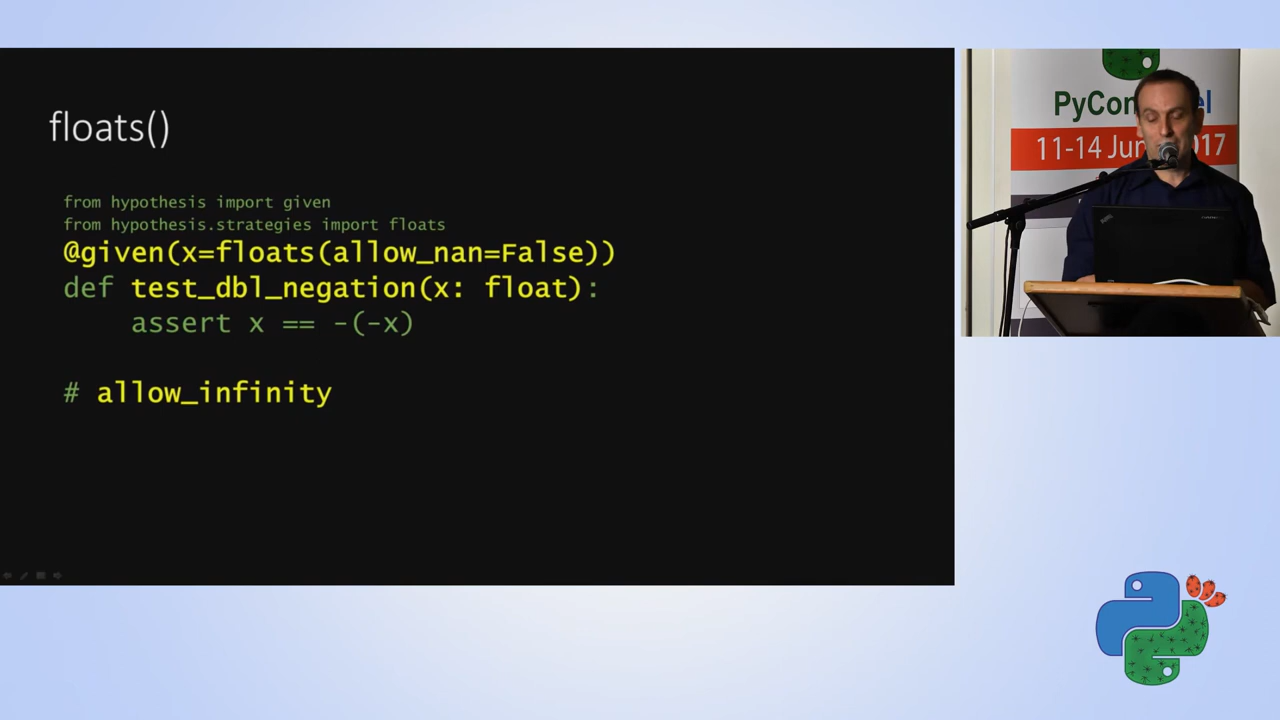 floats()
from hypothesis import given
from hypothesis.strategies import floats
@given(x=floats(allow_nan=False))
def test_dbl_negation(x: float):
    assert x == -(-x)
# allow_infinity
PyCon
el
11-14 Jun
017